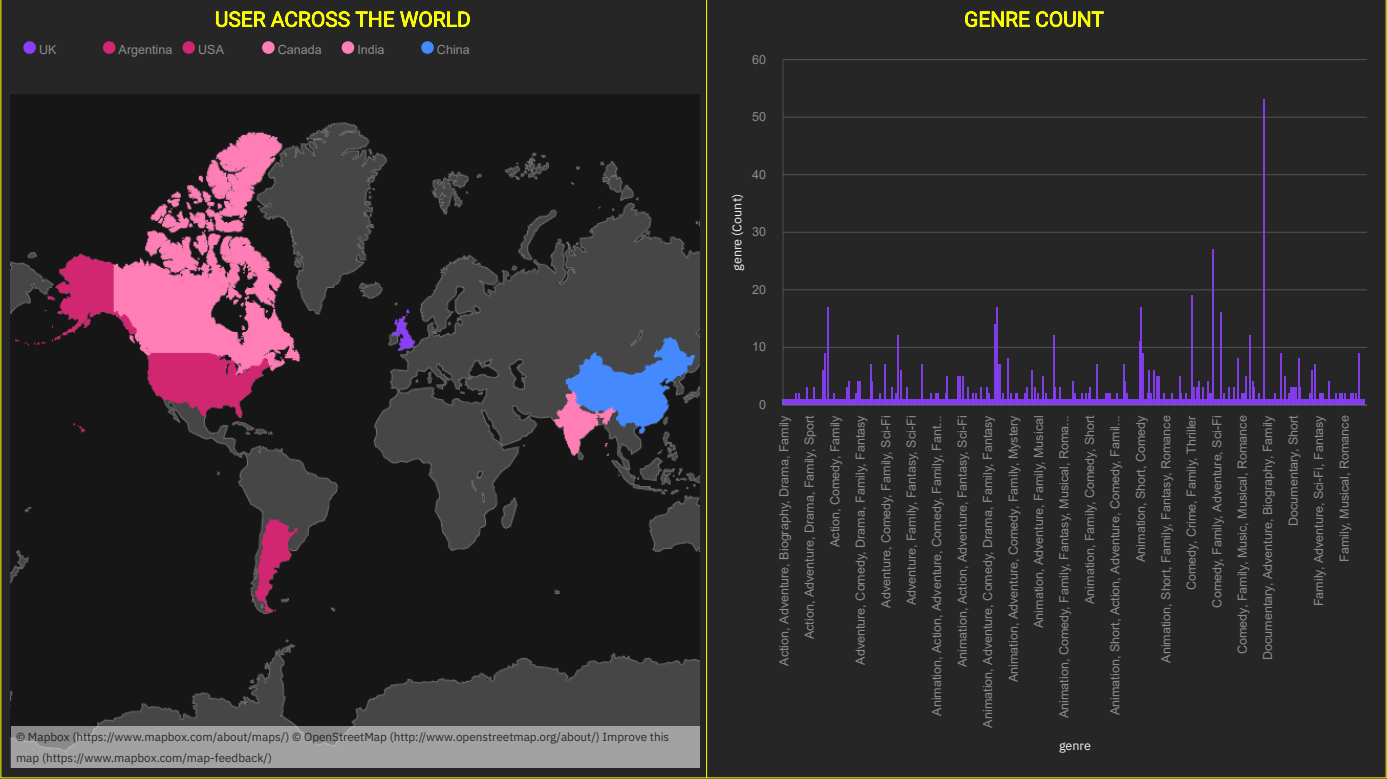 USER ACROSS THE WORLD
UK
Argentina
USA
Canada
India
China
© Mapbox (https://www.mapbox.com/about/maps/) © OpenStreetMap (http://www.openstreetmap.org/about/) Improve this
map (https://www.mapbox.com/map-feedback/)
GENRE COUNT
60
50
40
30
20
10
0
genre (Count)
Action, Adventure, Biography, Drama, Family
Action, Adventure, Drama, Family, Sport
Action, Comedy, Family
Adventure, Comedy, Drama, Family, Fantasy
Adventure, Comedy, Family, Sci-Fi
Adventure, Family, Fantasy, Sci-Fi
Animation, Action, Adventure, Comedy, Family, Fant...
Animation, Action, Adventure, Fantasy, Sci-Fi
Animation, Adventure, Comedy, Drama, Family, Fantasy
Animation, Adventure, Comedy, Family, Mystery
Animation, Adventure, Family, Musical
Animation, Comedy, Family, Fantasy, Musical, Roma...
Animation, Family, Comedy, Short
Animation, Short, Action, Adventure, Comedy, Famil...
Animation, Short, Comedy
Animation, Short, Family, Fantasy, Romance
Comedy, Crime, Family, Thriller
Comedy, Family, Adventure, Sci-Fi
Comedy, Family, Music, Musical, Romance
Documentary, Adventure, Biography, Family
Documentary, Short
Family, Adventure, Sci-Fi, Fantasy
Family, Musical, Romance
genre